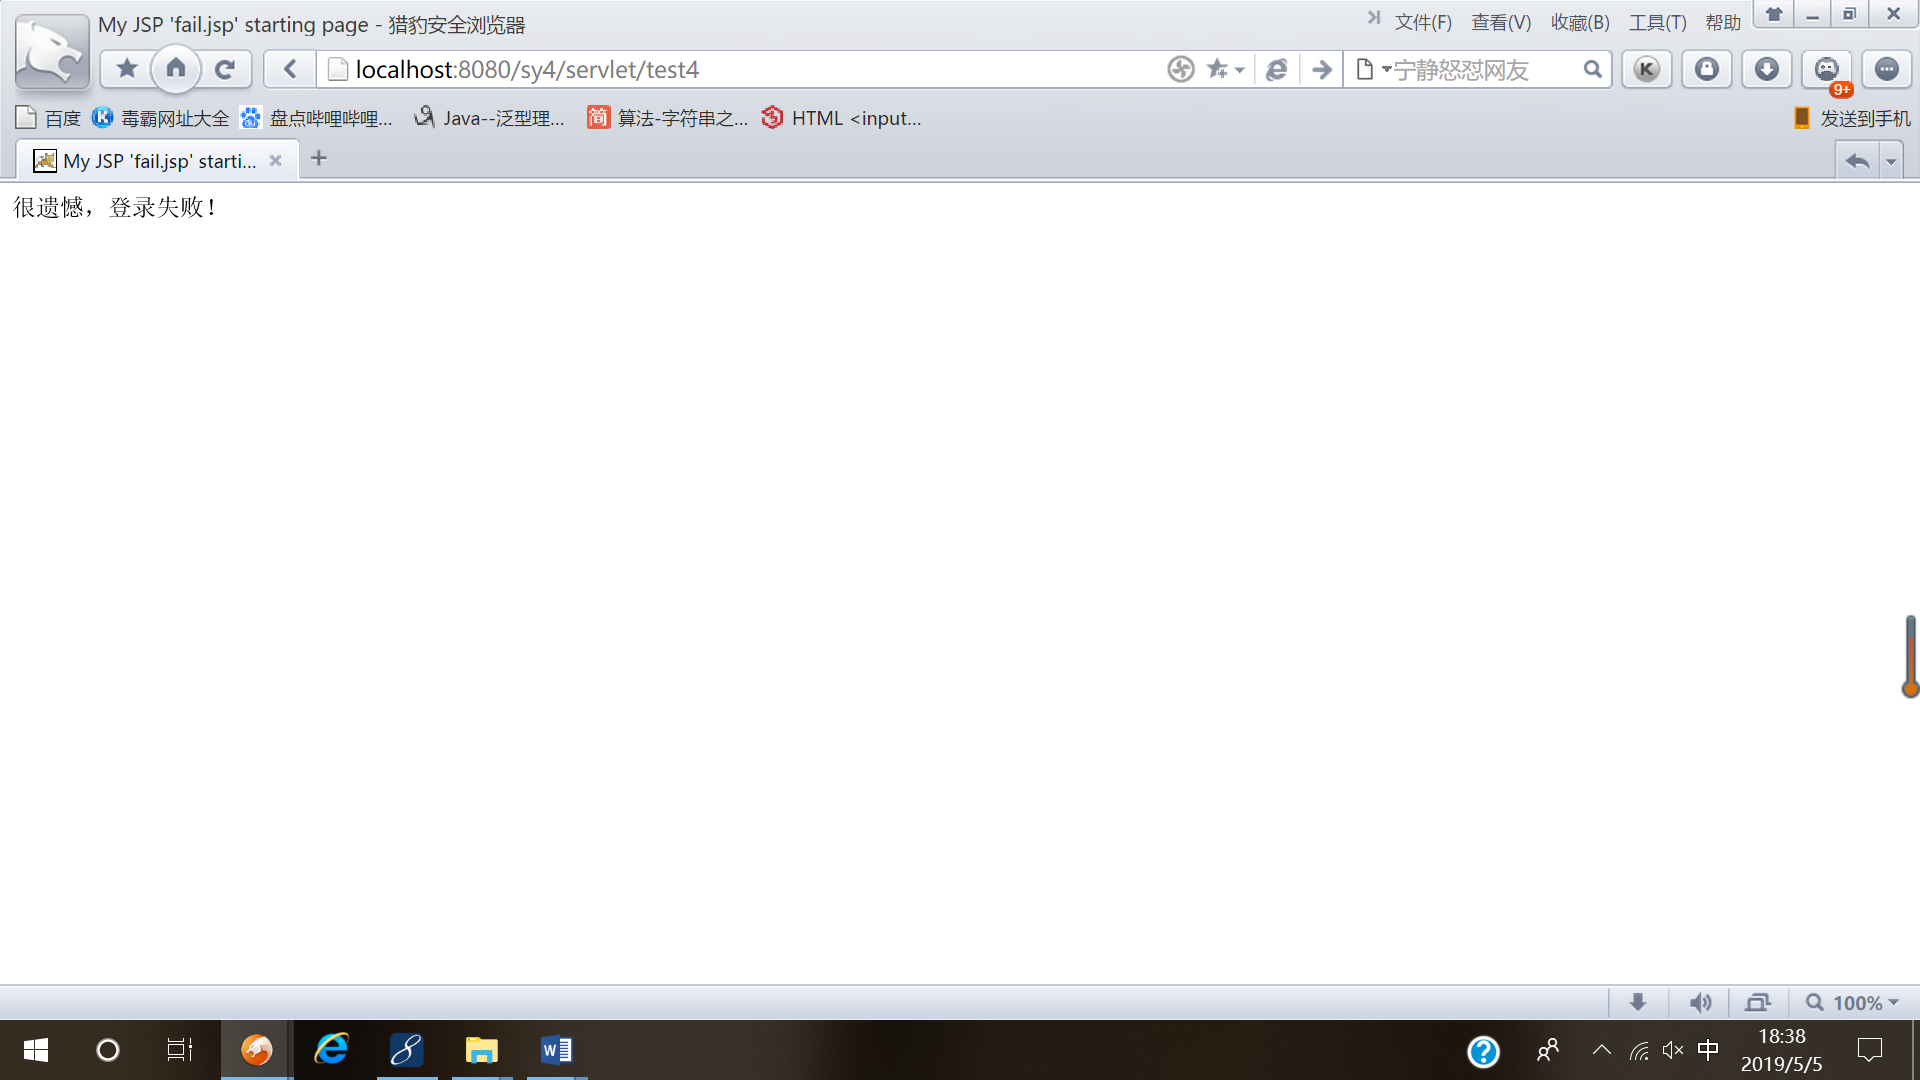 My JSP 'fail.jsp' starting page - 猎豹安全浏览器
文件(F) 查看(V) 收藏(B) 工具(T) 帮助
localhost:8080/sy4/servlet/test4
宁静怒怼网友
K
9+
百度 毒霸网址大全 盘点哔哩哔哩... Java--泛型理... 简 算法-字符串之... HTML <input... 发送到手机
My JSP 'fail.jsp' starti...
很遗憾，登录失败！
100%
中
18:38
2019/5/5